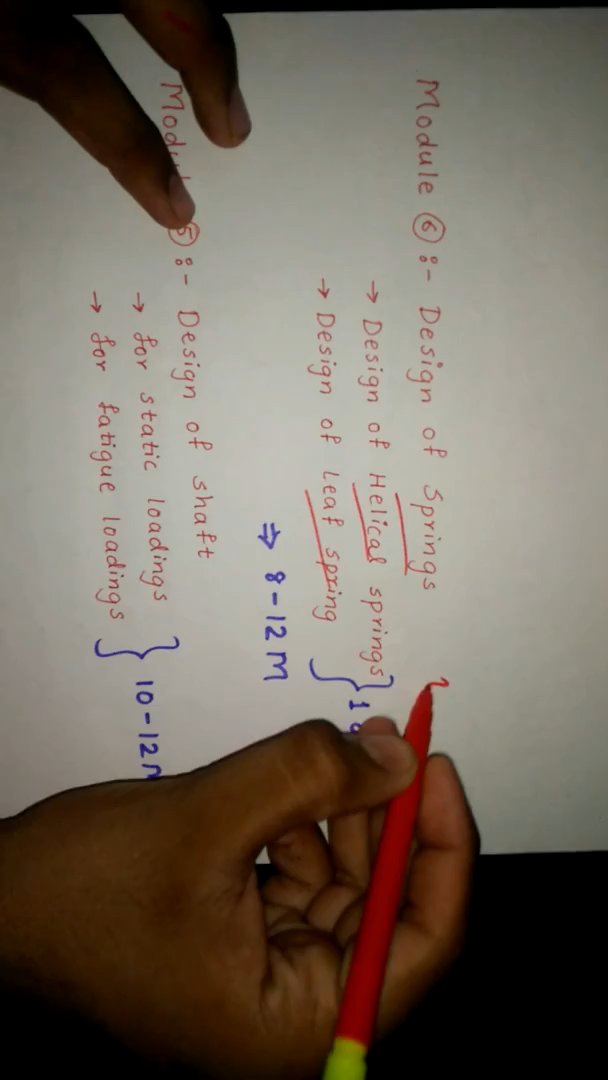 Module ⑥ :- Design of Springs
→ Design of Helical springs
→ Design of Leaf spring
⇒ 8-12 M
⑤ :- Design of shaft
→ for static loadings
→ for fatigue loadings
10-12M